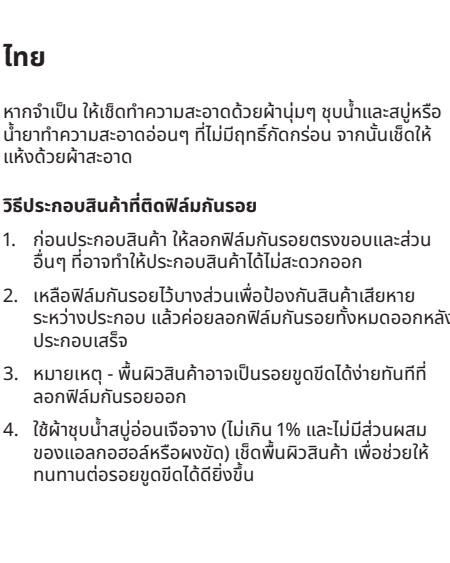 ไทย
หากจำเป็น ให้เช็ดทำความสะอาดด้วยผ้านุ่มๆ ชุบน้ำและสบู่หรือ
น้ำยาทำความสะอาดอ่อนๆ ที่ไม่มีฤทธิ์กัดกร่อน จากนั้นเช็ดให้
แห้งด้วยผ้าสะอาด
วิธีประกอบสินค้าที่ติดฟิล์มกันรอย
1. ก่อนประกอบสินค้า ให้ลอกฟิล์มกันรอยตรงขอบและส่วน
อื่นๆ ที่อาจทำให้ประกอบสินค้าได้ไม่สะดวกออก
2. เหลือฟิล์มกันรอยไว้บางส่วนเพื่อป้องกันสินค้าเสียหาย
ระหว่างประกอบ แล้วค่อยลอกฟิล์มกันรอยทั้งหมดออกหลัง
ประกอบเสร็จ
3. หมายเหตุ - พื้นผิวสินค้าอาจเป็นรอยขูดขีดได้ง่ายทันทีที่
ลอกฟิล์มกันรอยออก
4. ใช้ผ้าชุบน้ำสบู่อ่อนเจือจาง (ไม่เกิน 1% และไม่มีส่วนผสม
ของแอลกอฮอล์หรือผงขัด) เช็ดพื้นผิวสินค้า เพื่อช่วยให้
ทนทานต่อรอยขูดขีดได้ดียิ่งขึ้น